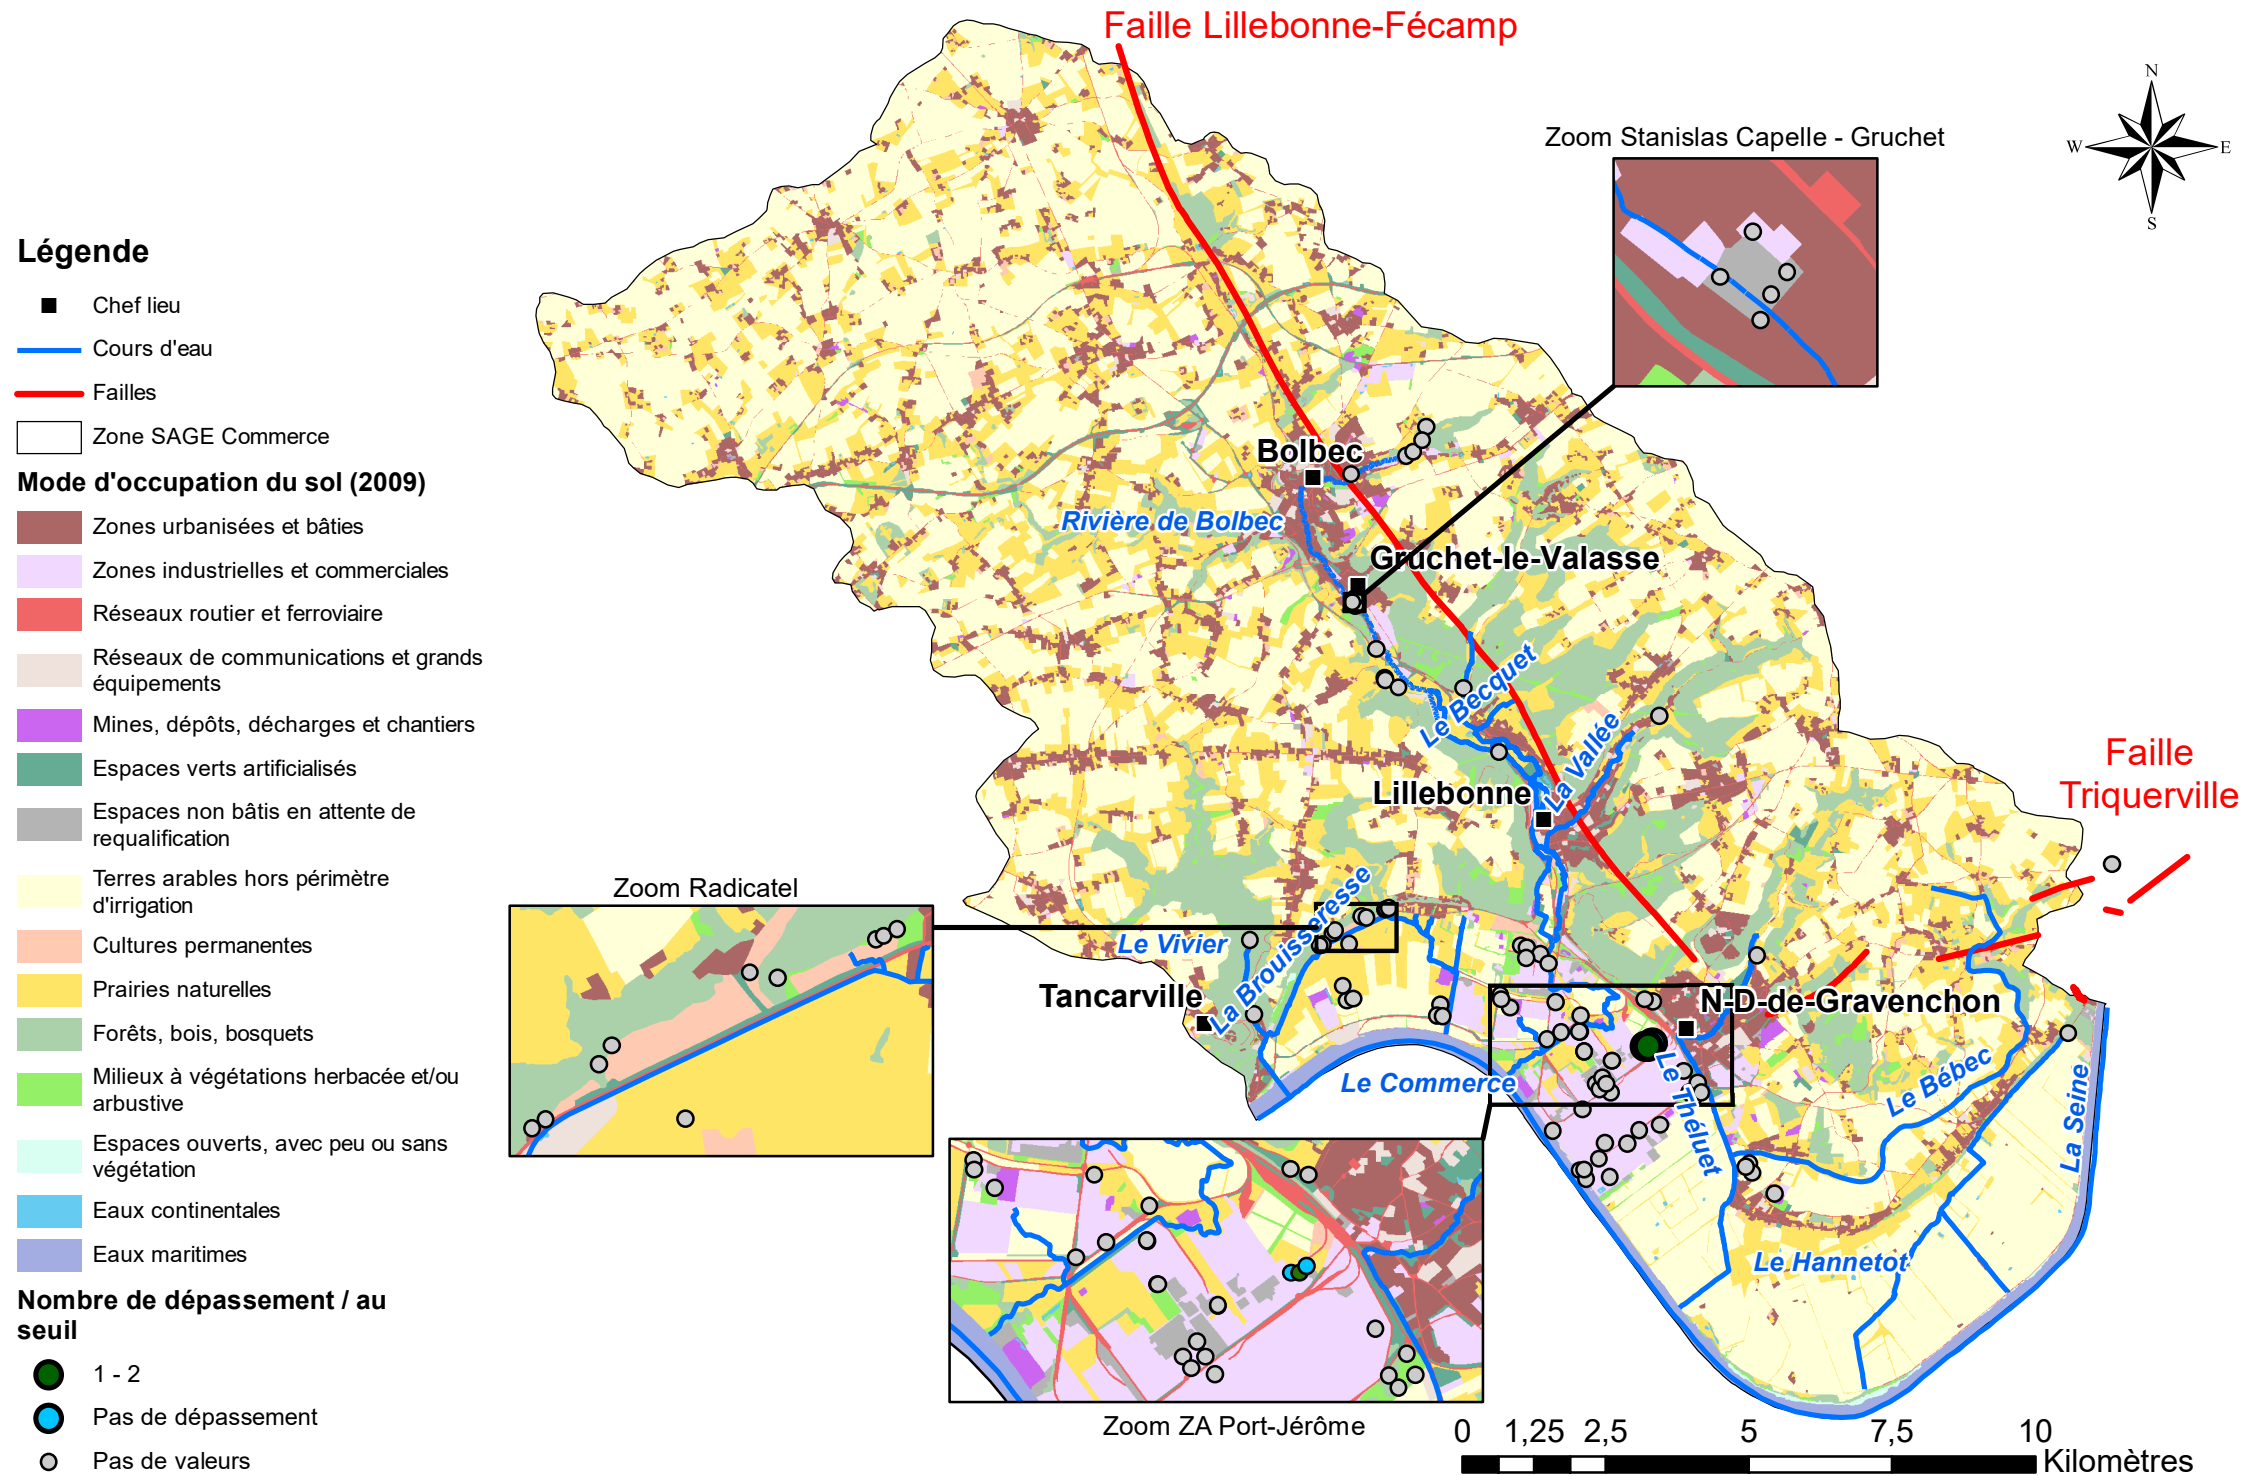 Faille Lillebonne-Fécamp
Zoom Stanislas Capelle - Gruchet
N
W
E
S
Légende
Chef lieu
Cours d'eau
Failles
Zone SAGE Commerce
Mode d'occupation du sol (2009)
Zones urbanisées et bâties
Zones industrielles et commerciales
Réseaux routier et ferroviaire
Réseaux de communications et grands
équipements
Mines, dépôts, décharges et chantiers
Espaces verts artificialisés
Espaces non bâtis en attente de
requalification
Terres arables hors périmètre
d'irrigation
Cultures permanentes
Prairies naturelles
Forêts, bois, bosquets
Milieux à végétations herbacée et/ou
arbustive
Espaces ouverts, avec peu ou sans
végétation
Eaux continentales
Eaux maritimes
Nombre de dépassement / au
seuil
1 - 2
Pas de dépassement
Pas de valeurs
Bolbec
Rivière de Bolbec
Gruchet-le-Valasse
Le Becquet
La Vallée
Lillebonne
Faille
Triquerville
Zoom Radicatel
Le Vivier
La Brouisseresse
Tancarville
N-D-de-Gravenchon
Le Commerce
Le Théluet
Le Bébec
La Seine
Le Hannetot
Zoom ZA Port-Jérôme
0 1,25 2,5 5 7,5 10
Kilomètres